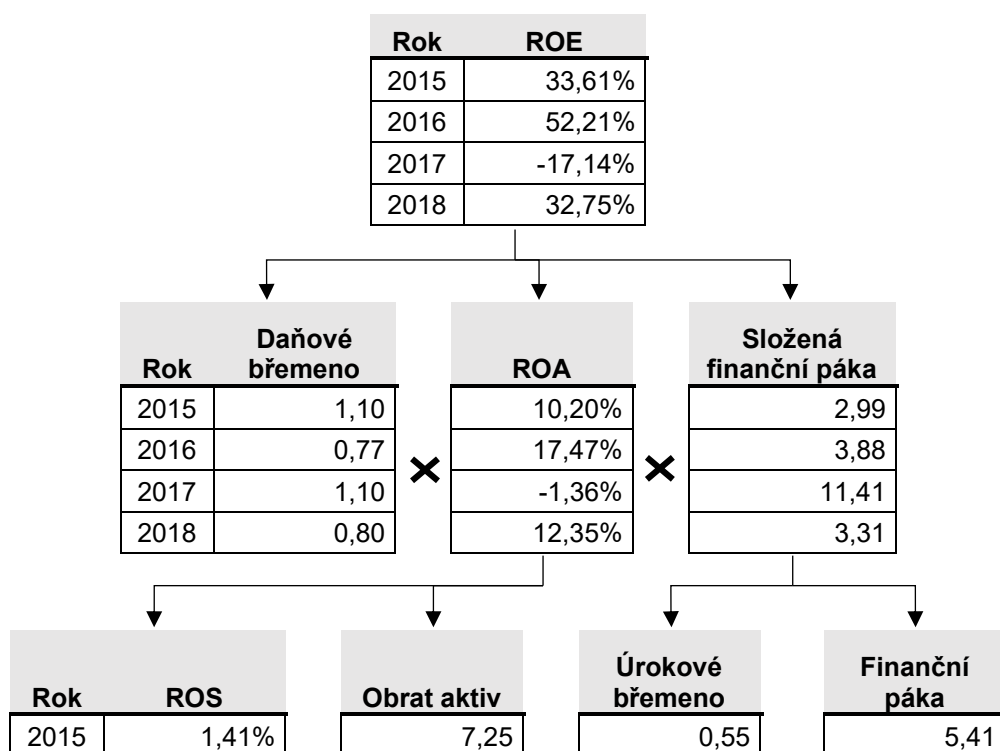 Rok ROE
2015 33,61%
2016 52,21%
2017 -17,14%
2018 32,75%
Daňové
Rok břemeno
2015 1,10
2016 0,77
2017 1,10
2018 0,80
ROA
10,20%
17,47%
-1,36%
12,35%
Složená
finanční páka
2,99
3,88
11,41
3,31
Rok ROS
2015 1,41%
Obrat aktiv
7,25
Úrokové
břemeno
0,55
Finanční
páka
5,41